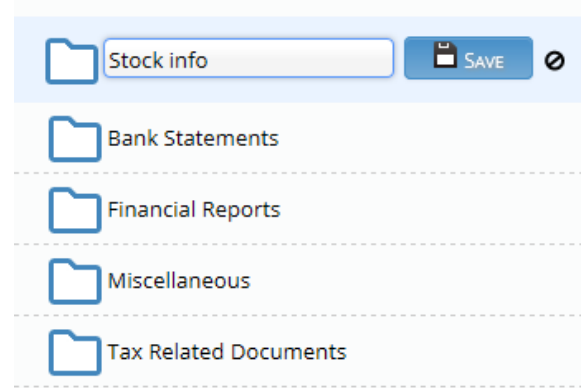 Stock info
Save
Bank Statements
Financial Reports
Miscellaneous
Tax Related Documents